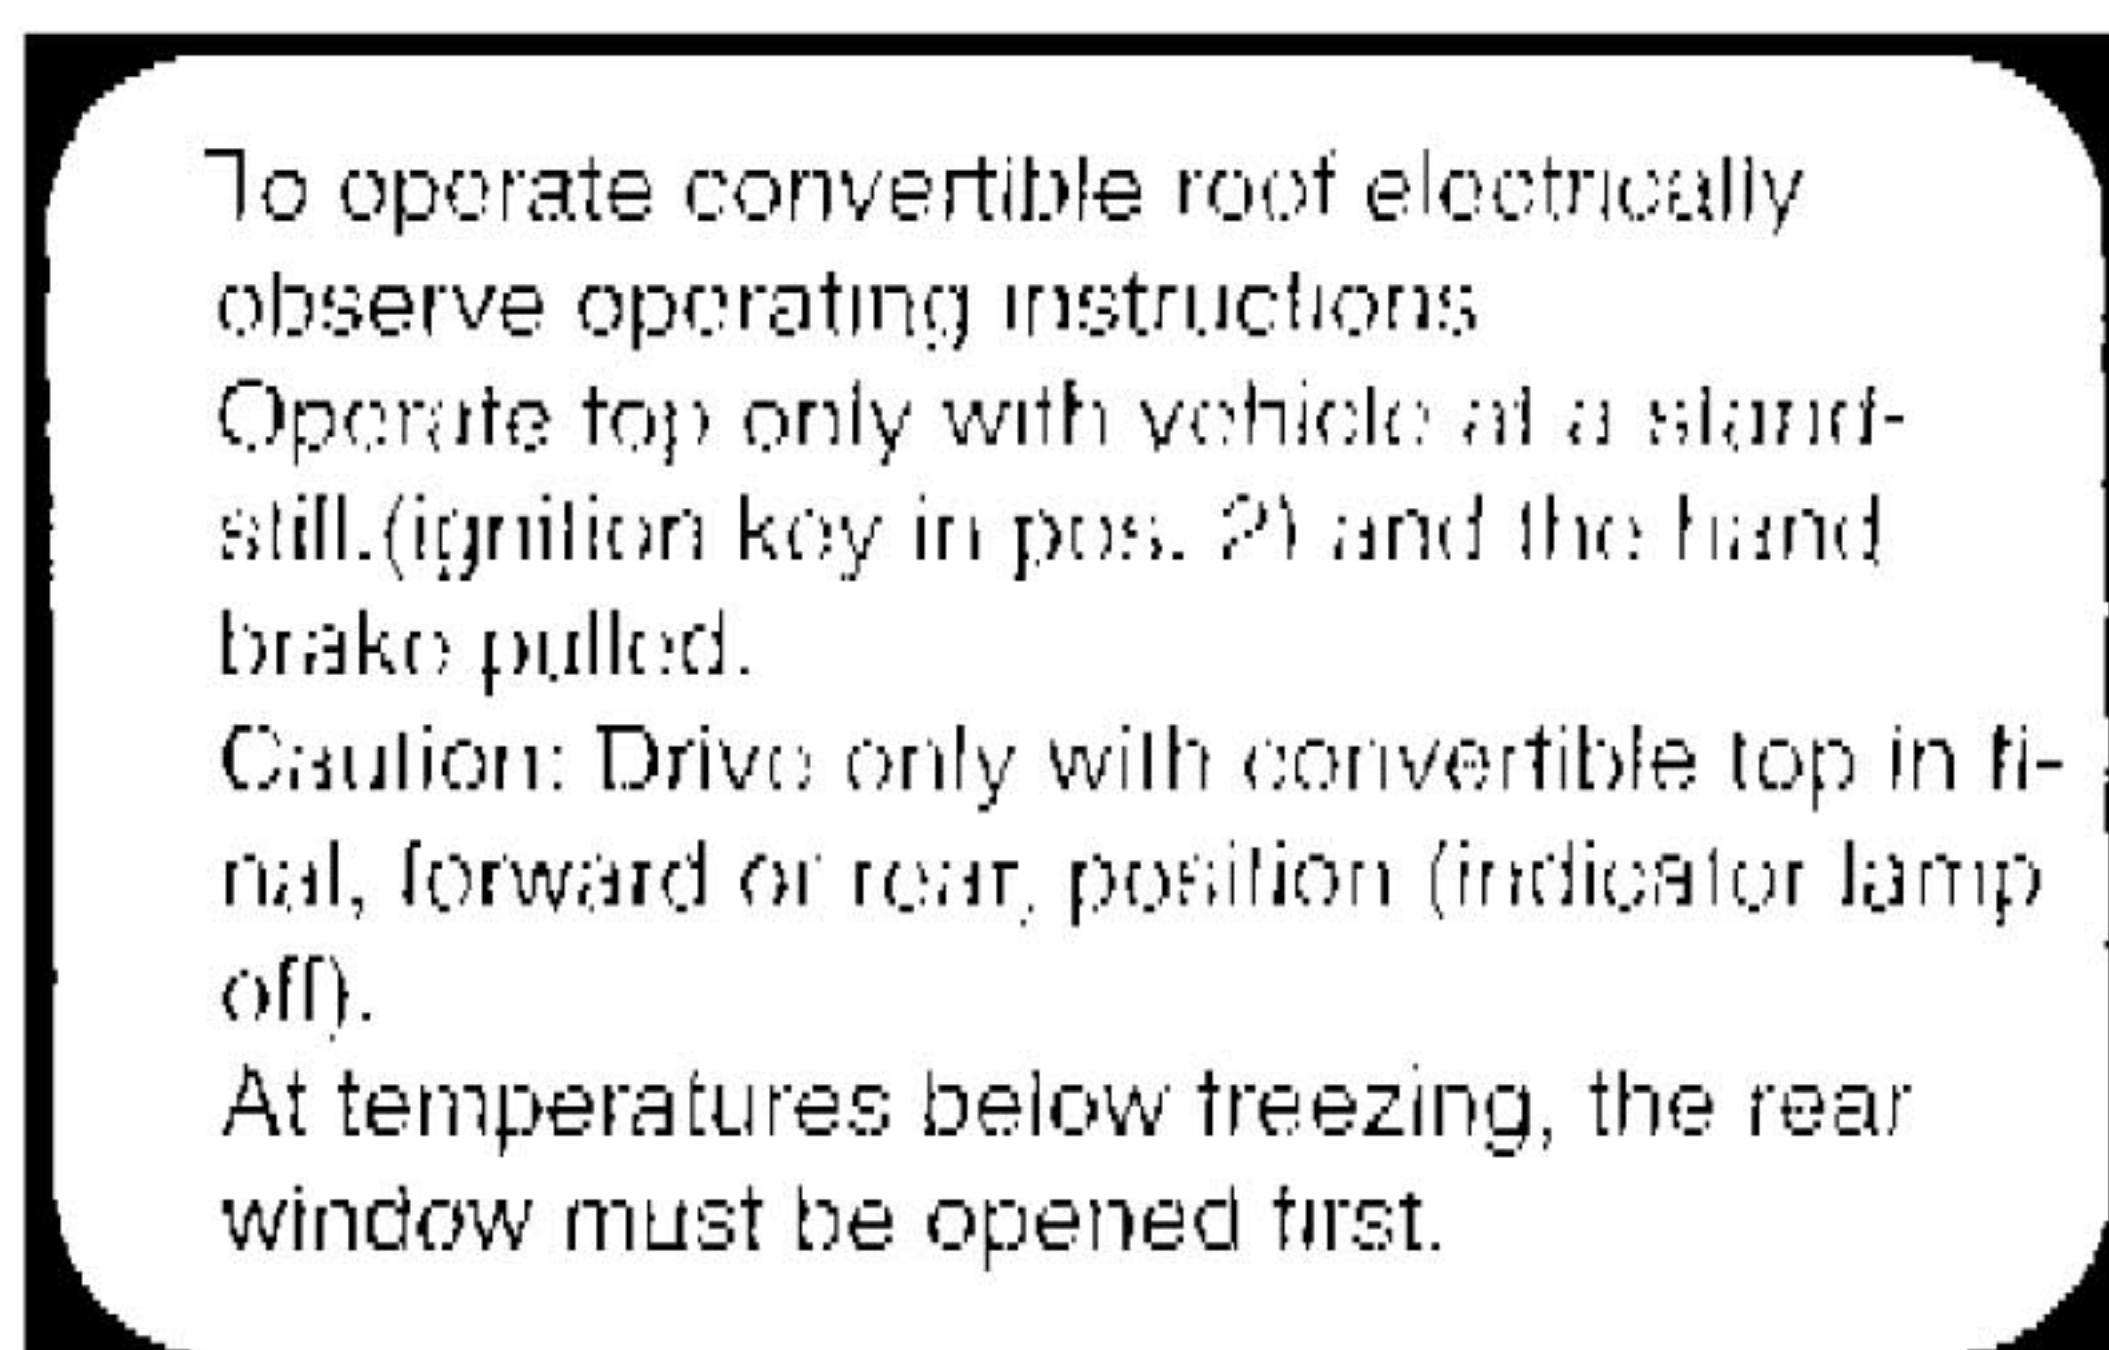 To operate convertible roof electrically
observe operating instructions
Operate top only with vehicle at a stand-
still.(ignition key in pos. 2) and the hand
brake pulled.
Caution: Drive only with convertible top in fi-
nal, forward or rear, position (indicator lamp
off).
At temperatures below freezing, the rear
window must be opened first.